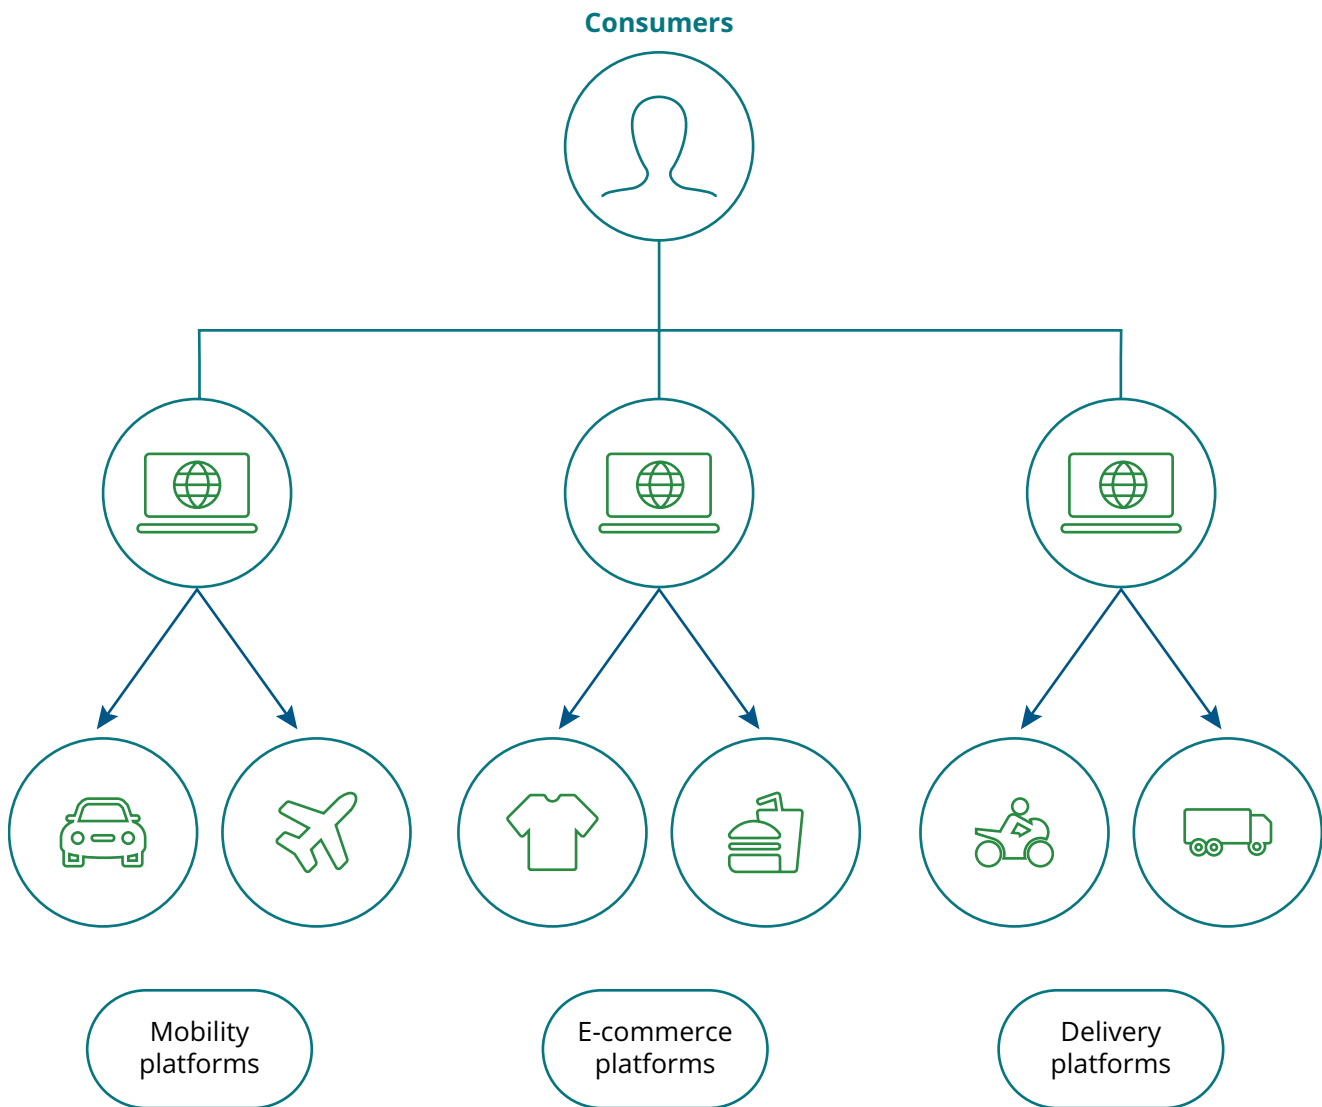 Consumers
Mobility
platforms
E-commerce
platforms
Delivery
platforms